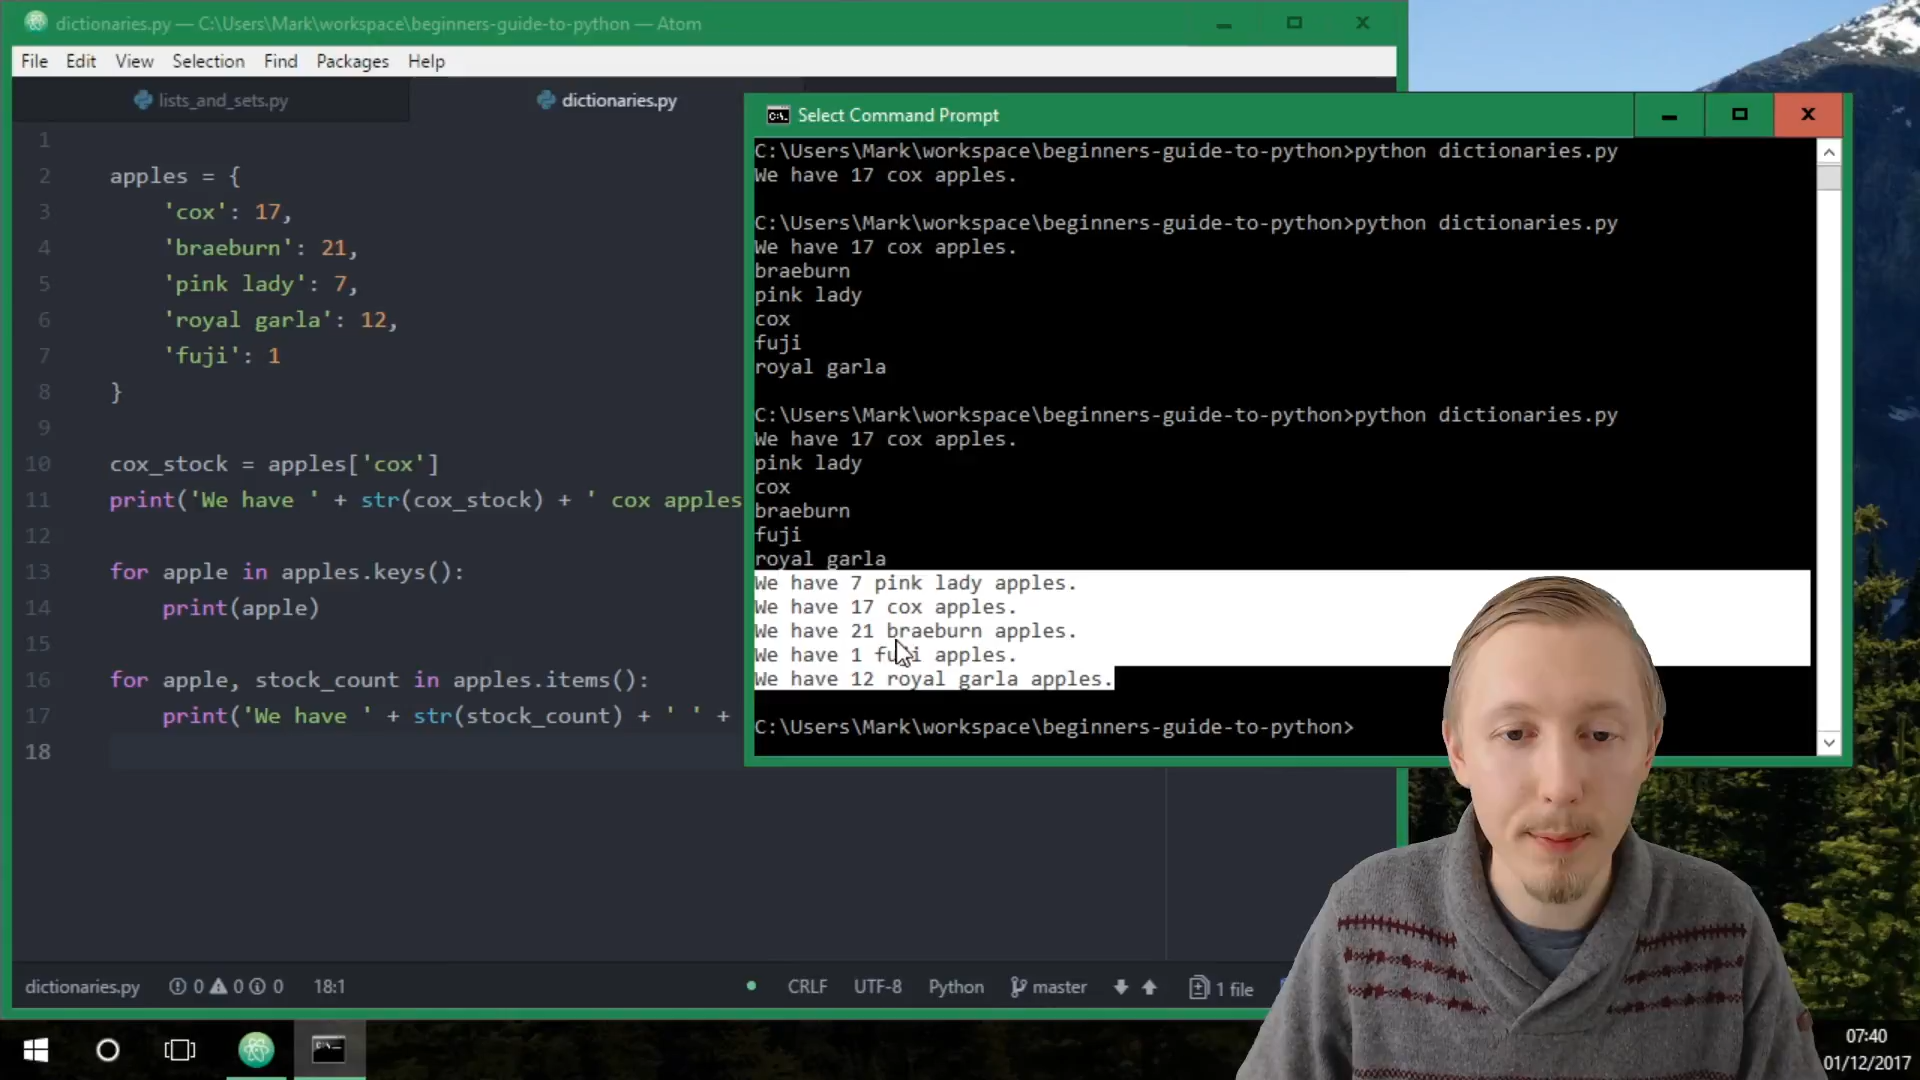 dictionaries.py — C:\Users\Mark\workspace\beginners-guide-to-python — Atom
File Edit View Selection Find Packages Help
lists_and_sets.py
dictionaries.py
1
2 apples = {
3 'cox': 17,
4 'braeburn': 21,
5 'pink lady': 7,
6 'royal garla': 12,
7 'fuji': 1
8 }
9
10 cox_stock = apples['cox']
11 print('We have ' + str(cox_stock) + ' cox apples
12
13 for apple in apples.keys():
14 print(apple)
15
16 for apple, stock_count in apples.items():
17 print('We have ' + str(stock_count) + ' ' +
18
dictionaries.py 0 0 0 18:1
CRLF UTF-8 Python master 1 file
Select Command Prompt
C:\Users\Mark\workspace\beginners-guide-to-python>python dictionaries.py
We have 17 cox apples.
C:\Users\Mark\workspace\beginners-guide-to-python>python dictionaries.py
We have 17 cox apples.
braeburn
pink lady
cox
fuji
royal garla
C:\Users\Mark\workspace\beginners-guide-to-python>python dictionaries.py
We have 17 cox apples.
pink lady
cox
braeburn
fuji
royal garla
We have 7 pink lady apples.
We have 17 cox apples.
We have 21 braeburn apples.
We have 1 fuji apples.
We have 12 royal garla apples.
C:\Users\Mark\workspace\beginners-guide-to-python>
07:40
01/12/2017